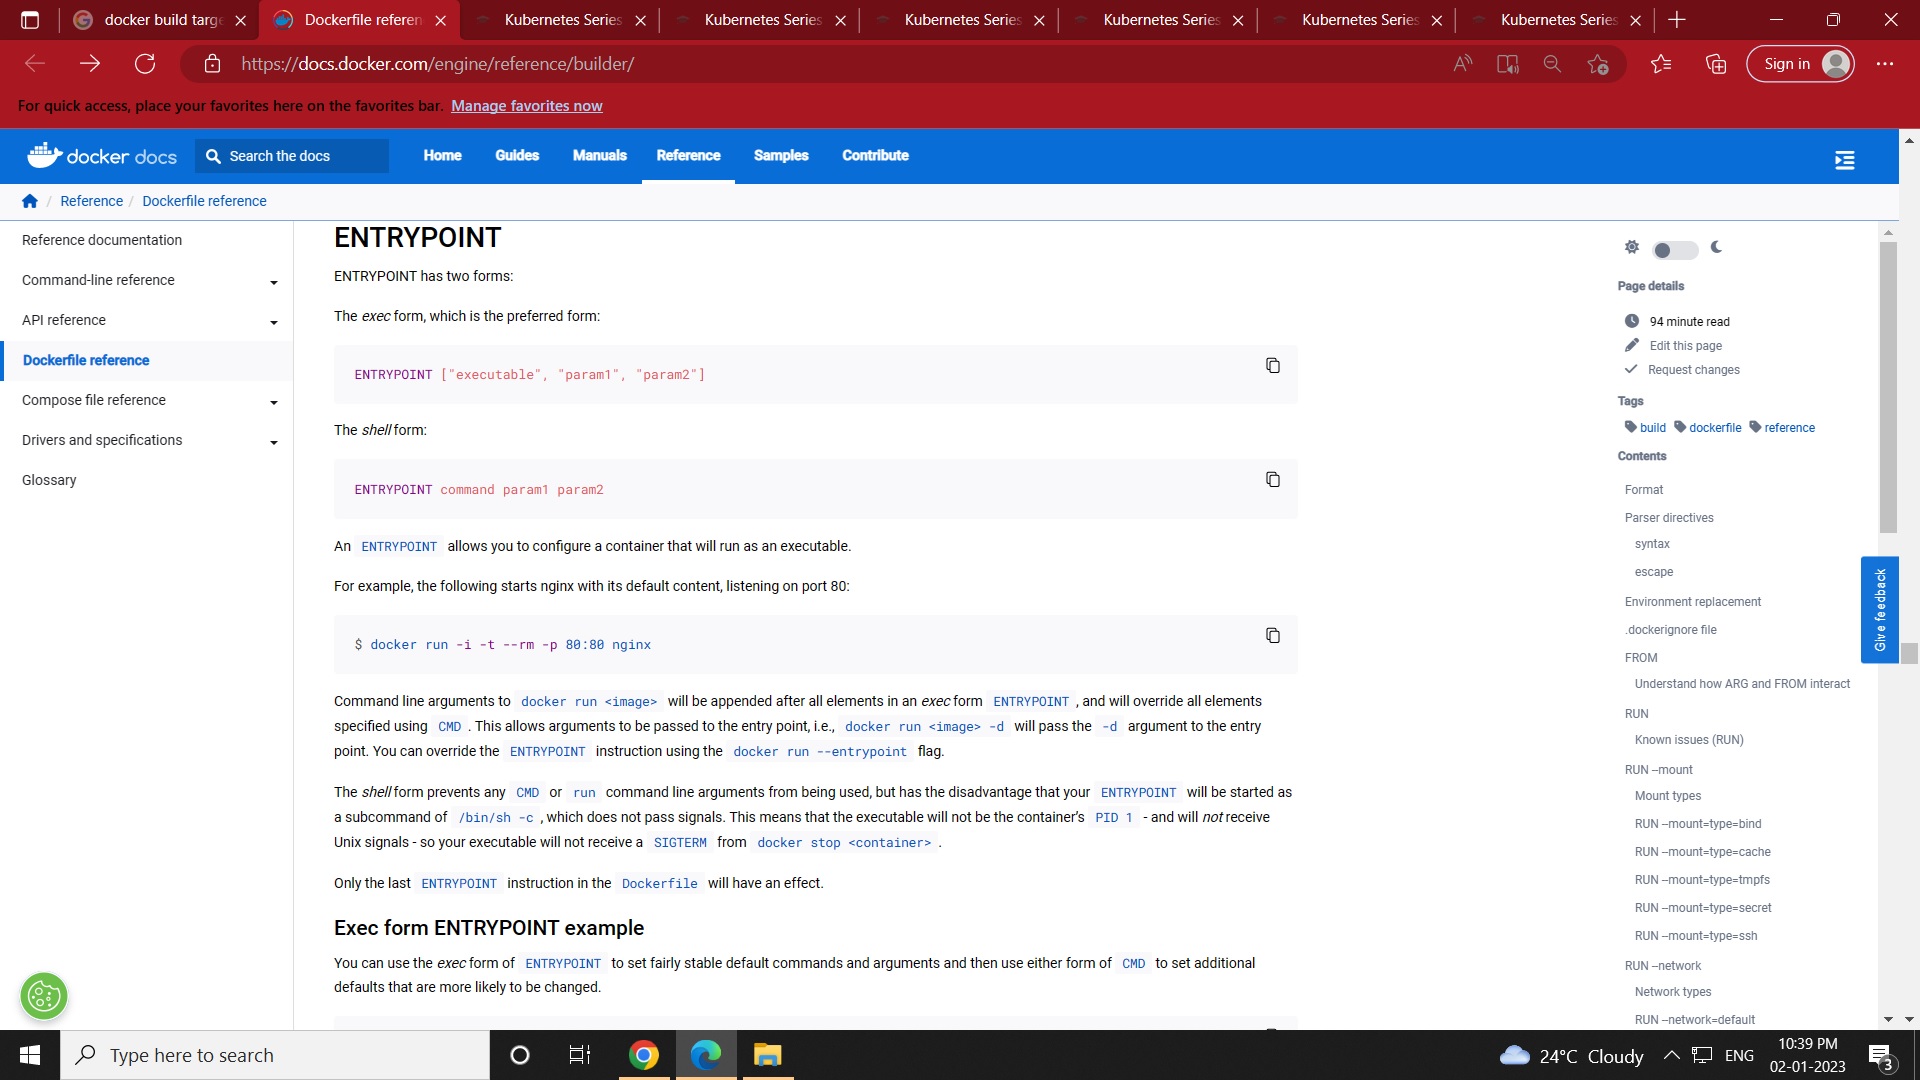 docker build targe
Dockerfile referen
Kubernetes Series
Kubernetes Series
Kubernetes Series
Kubernetes Series
Kubernetes Series
Kubernetes Series
https://docs.docker.com/engine/reference/builder/
Sign in
For quick access, place your favorites here on the favorites bar. Manage favorites now
docker docs
Search the docs
Home
Guides
Manuals
Reference
Samples
Contribute
/ Reference / Dockerfile reference
Reference documentation
Command-line reference
API reference
Dockerfile reference
Compose file reference
Drivers and specifications
Glossary
ENTRYPOINT
ENTRYPOINT has two forms:
The exec form, which is the preferred form:
ENTRYPOINT ["executable", "param1", "param2"]
The shell form:
ENTRYPOINT command param1 param2
An ENTRYPOINT allows you to configure a container that will run as an executable.
For example, the following starts nginx with its default content, listening on port 80:
$ docker run -i -t --rm -p 80:80 nginx
Command line arguments to docker run <image> will be appended after all elements in an exec form ENTRYPOINT , and will override all elements
specified using CMD . This allows arguments to be passed to the entry point, i.e., docker run <image> -d will pass the -d argument to the entry
point. You can override the ENTRYPOINT instruction using the docker run --entrypoint flag.
The shell form prevents any CMD or run command line arguments from being used, but has the disadvantage that your ENTRYPOINT will be started as
a subcommand of /bin/sh -c , which does not pass signals. This means that the executable will not be the container's PID 1 - and will not receive
Unix signals - so your executable will not receive a SIGTERM from docker stop <container> .
Only the last ENTRYPOINT instruction in the Dockerfile will have an effect.
Exec form ENTRYPOINT example
You can use the exec form of ENTRYPOINT to set fairly stable default commands and arguments and then use either form of CMD to set additional
defaults that are more likely to be changed.
Page details
94 minute read
Edit this page
Request changes
Tags
build dockerfile reference
Contents
Format
Parser directives
syntax
escape
Environment replacement
.dockerignore file
FROM
Understand how ARG and FROM interact
RUN
Known issues (RUN)
RUN --mount
Mount types
RUN --mount=type=bind
RUN --mount=type=cache
RUN --mount=type=tmpfs
RUN --mount=type=secret
RUN --mount=type=ssh
RUN --network
Network types
RUN --network=default
Give feedback
Type here to search
24°C Cloudy
ENG
10:39 PM
02-01-2023
3